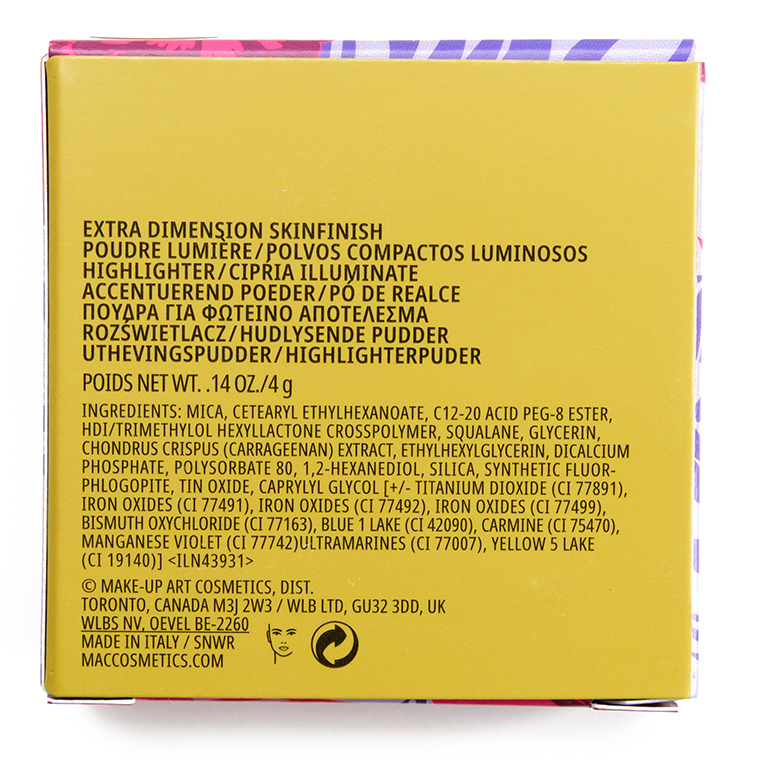 EXTRA DIMENSION SKINFINISH
POUDRE LUMIÈRE/POLVOS COMPACTOS LUMINOSOS
HIGHLIGHTER/CIPRIA ILLUMINATE
ACCENTUEREND POEDER/PÓ DE REALCE
ΠΟΥΔΡΑ ΓΙΑ ΦΩΤΕΙΝΟ ΑΠΟΤΕΛΕΣΜΑ
ROZŚWIETLACZ/HUDLYSENDE PUDDER
UTHEVINGSPUDDER/HIGHLIGHTERPUDER
POIDS NET WT. .14 OZ./4 g
INGREDIENTS: MICA, CETEARYL ETHYLHEXANOATE, C12-20 ACID PEG-8 ESTER,
HDI/TRIMETHYLOL HEXYLLACTONE CROSSPOLYMER, SQUALANE, GLYCERIN,
CHONDRUS CRISPUS (CARRAGEENAN) EXTRACT, ETHYLHEXYLGLYCERIN, DICALCIUM
PHOSPHATE, POLYSORBATE 80, 1,2-HEXANEDIOL, SILICA, SYNTHETIC FLUOR-
PHLOGOPITE, TIN OXIDE, CAPRYLYL GLYCOL [+/- TITANIUM DIOXIDE (CI 77891),
IRON OXIDES (CI 77491), IRON OXIDES (CI 77492), IRON OXIDES (CI 77499),
BISMUTH OXYCHLORIDE (CI 77163), BLUE 1 LAKE (CI 42090), CARMINE (CI 75470),
MANGANESE VIOLET (CI 77742)ULTRAMARINES (CI 77007), YELLOW 5 LAKE
(CI 19140)] <ILN43931>
© MAKE-UP ART COSMETICS, DIST.
TORONTO, CANADA M3J 2W3 / WLB LTD, GU32 3DD, UK
WLBS NV, OEVEL BE-2260
MADE IN ITALY / SNWR
MACCOSMETICS.COM